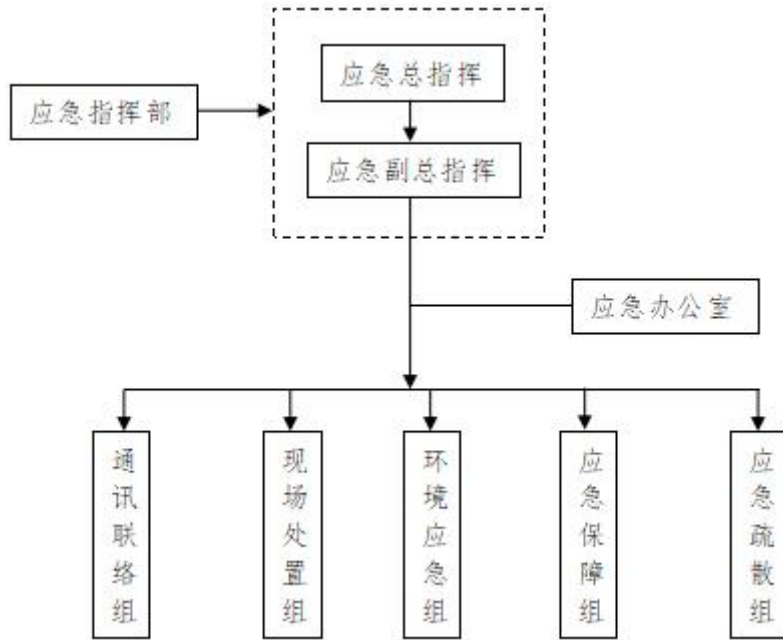 应急总指挥
应急指挥部
应急副总指挥
应急办公室
通讯联络组
现场处置组
环境应急组
应急保障组
应急疏散组